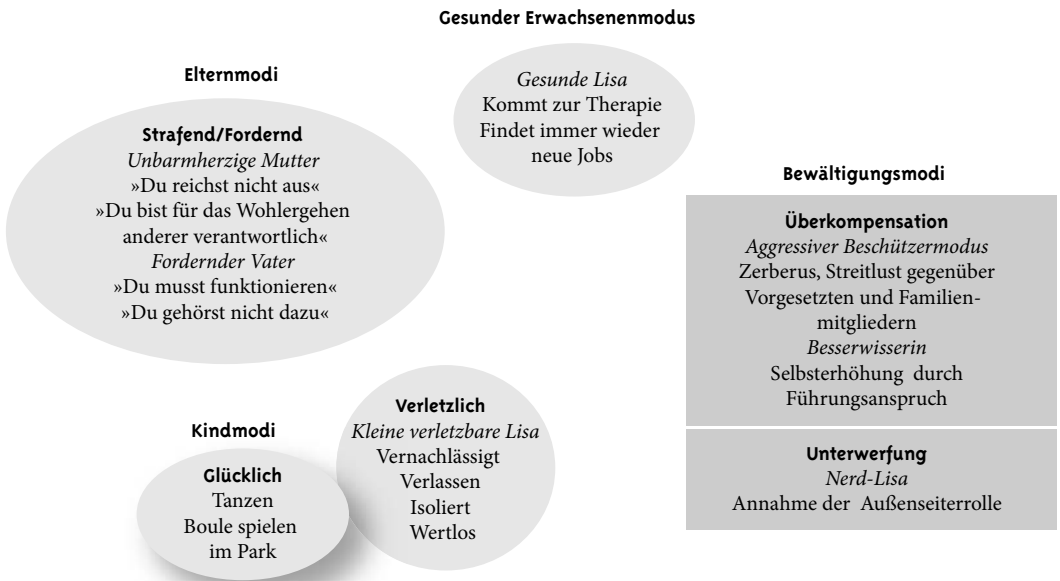 Gesunder Erwachsenenmodus
Gesunde Lisa
Kommt zur Therapie
Findet immer wieder
neue Jobs
Elternmodi
Strafend/Fordernd
Unbarmherzige Mutter
»Du reichst nicht aus«
»Du bist für das Wohlergehen
anderer verantwortlich«
Fordernder Vater
»Du musst funktionieren«
»Du gehörst nicht dazu«
Bewältigungsmodi
Überkompensation
Aggressiver Beschützermodus
Zerberus, Streitlust gegenüber
Vorgesetzten und Familien-
mitgliedern
Besserwisserin
Selbsterhöhung durch
Führungsanspruch
Unterwerfung
Nerd-Lisa
Annahme der Außenseiterrolle
Kindmodi
Glücklich
Tanzen
Boule spielen
im Park
Verletzlich
Kleine verletzbare Lisa
Vernachlässigt
Verlassen
Isoliert
Wertlos